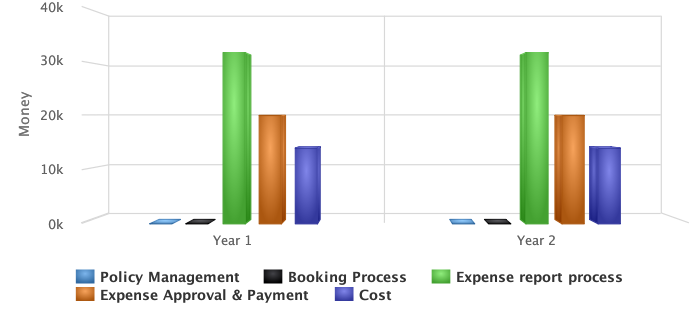 40k
30k
20k
10k
0k
Money
Year 1
Year 2
Policy Management
Booking Process
Expense report process
Expense Approval & Payment
Cost